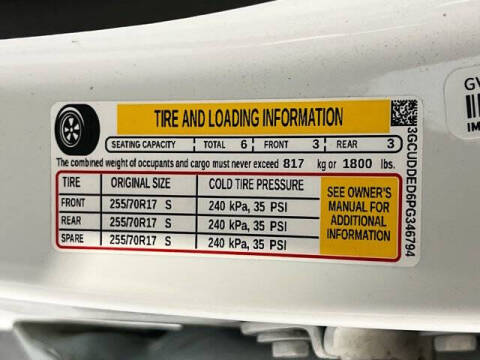 TIRE AND LOADING INFORMATION
SEATING CAPACITY TOTAL 6 FRONT 3 REAR 3
The combined weight of occupants and cargo must never exceed 817 kg or 1800 lbs.
TIRE ORIGINAL SIZE COLD TIRE PRESSURE
FRONT 255/70R17 S 240 kPa, 35 PSI
REAR 255/70R17 S 240 kPa, 35 PSI
SPARE 255/70R17 S 240 kPa, 35 PSI
SEE OWNER'S
MANUAL FOR
ADDITIONAL
INFORMATION
3GCUDDED6PG346794
GV
IM